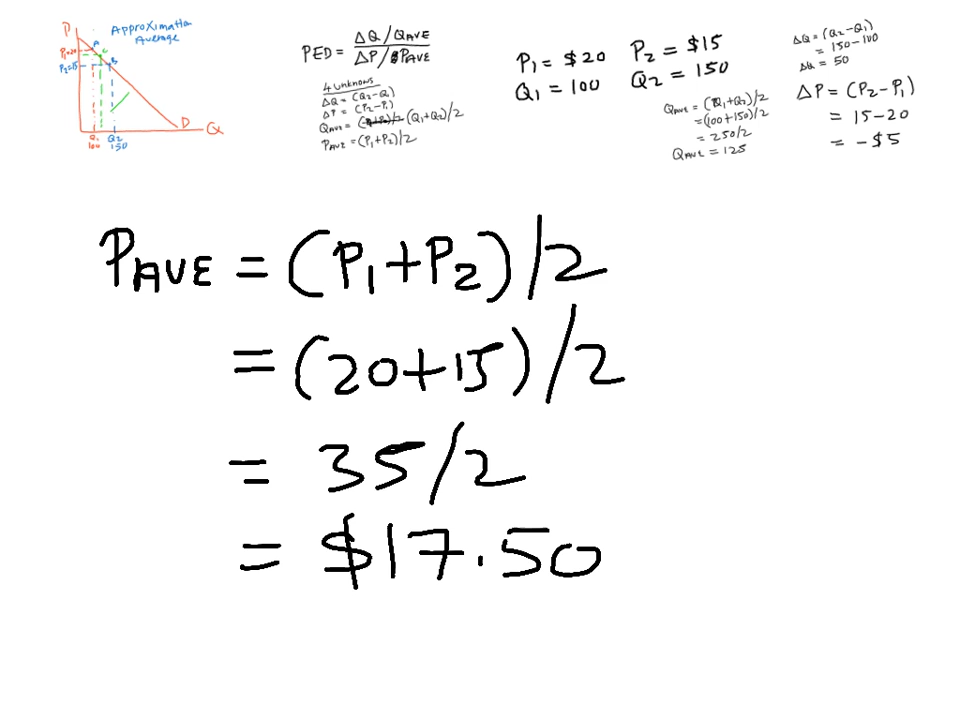 P
Approximation
Average
P1=20
A
C
P2=15
B
D
Q
Q1
100
Q2
150
PED = ΔQ/QAVE
ΔP/PAVE
4 unknowns
ΔQ = (Q2-Q1)
ΔP = (P2-P1)
QAVE = (Q1+Q2)/2
PAVE = (P1+P2)/2
P1 = $20 P2 = $15
Q1 = 100 Q2 = 150
QAVE = (Q1+Q2)/2
=(100+150)/2
= 250/2
QAVE = 125
ΔQ = (Q2-Q1)
= 150-100
ΔQ = 50
ΔP = (P2-P1)
= 15-20
= -$5
PAVE = (P1+P2)/2
= (20+15)/2
= 35/2
= $17.50